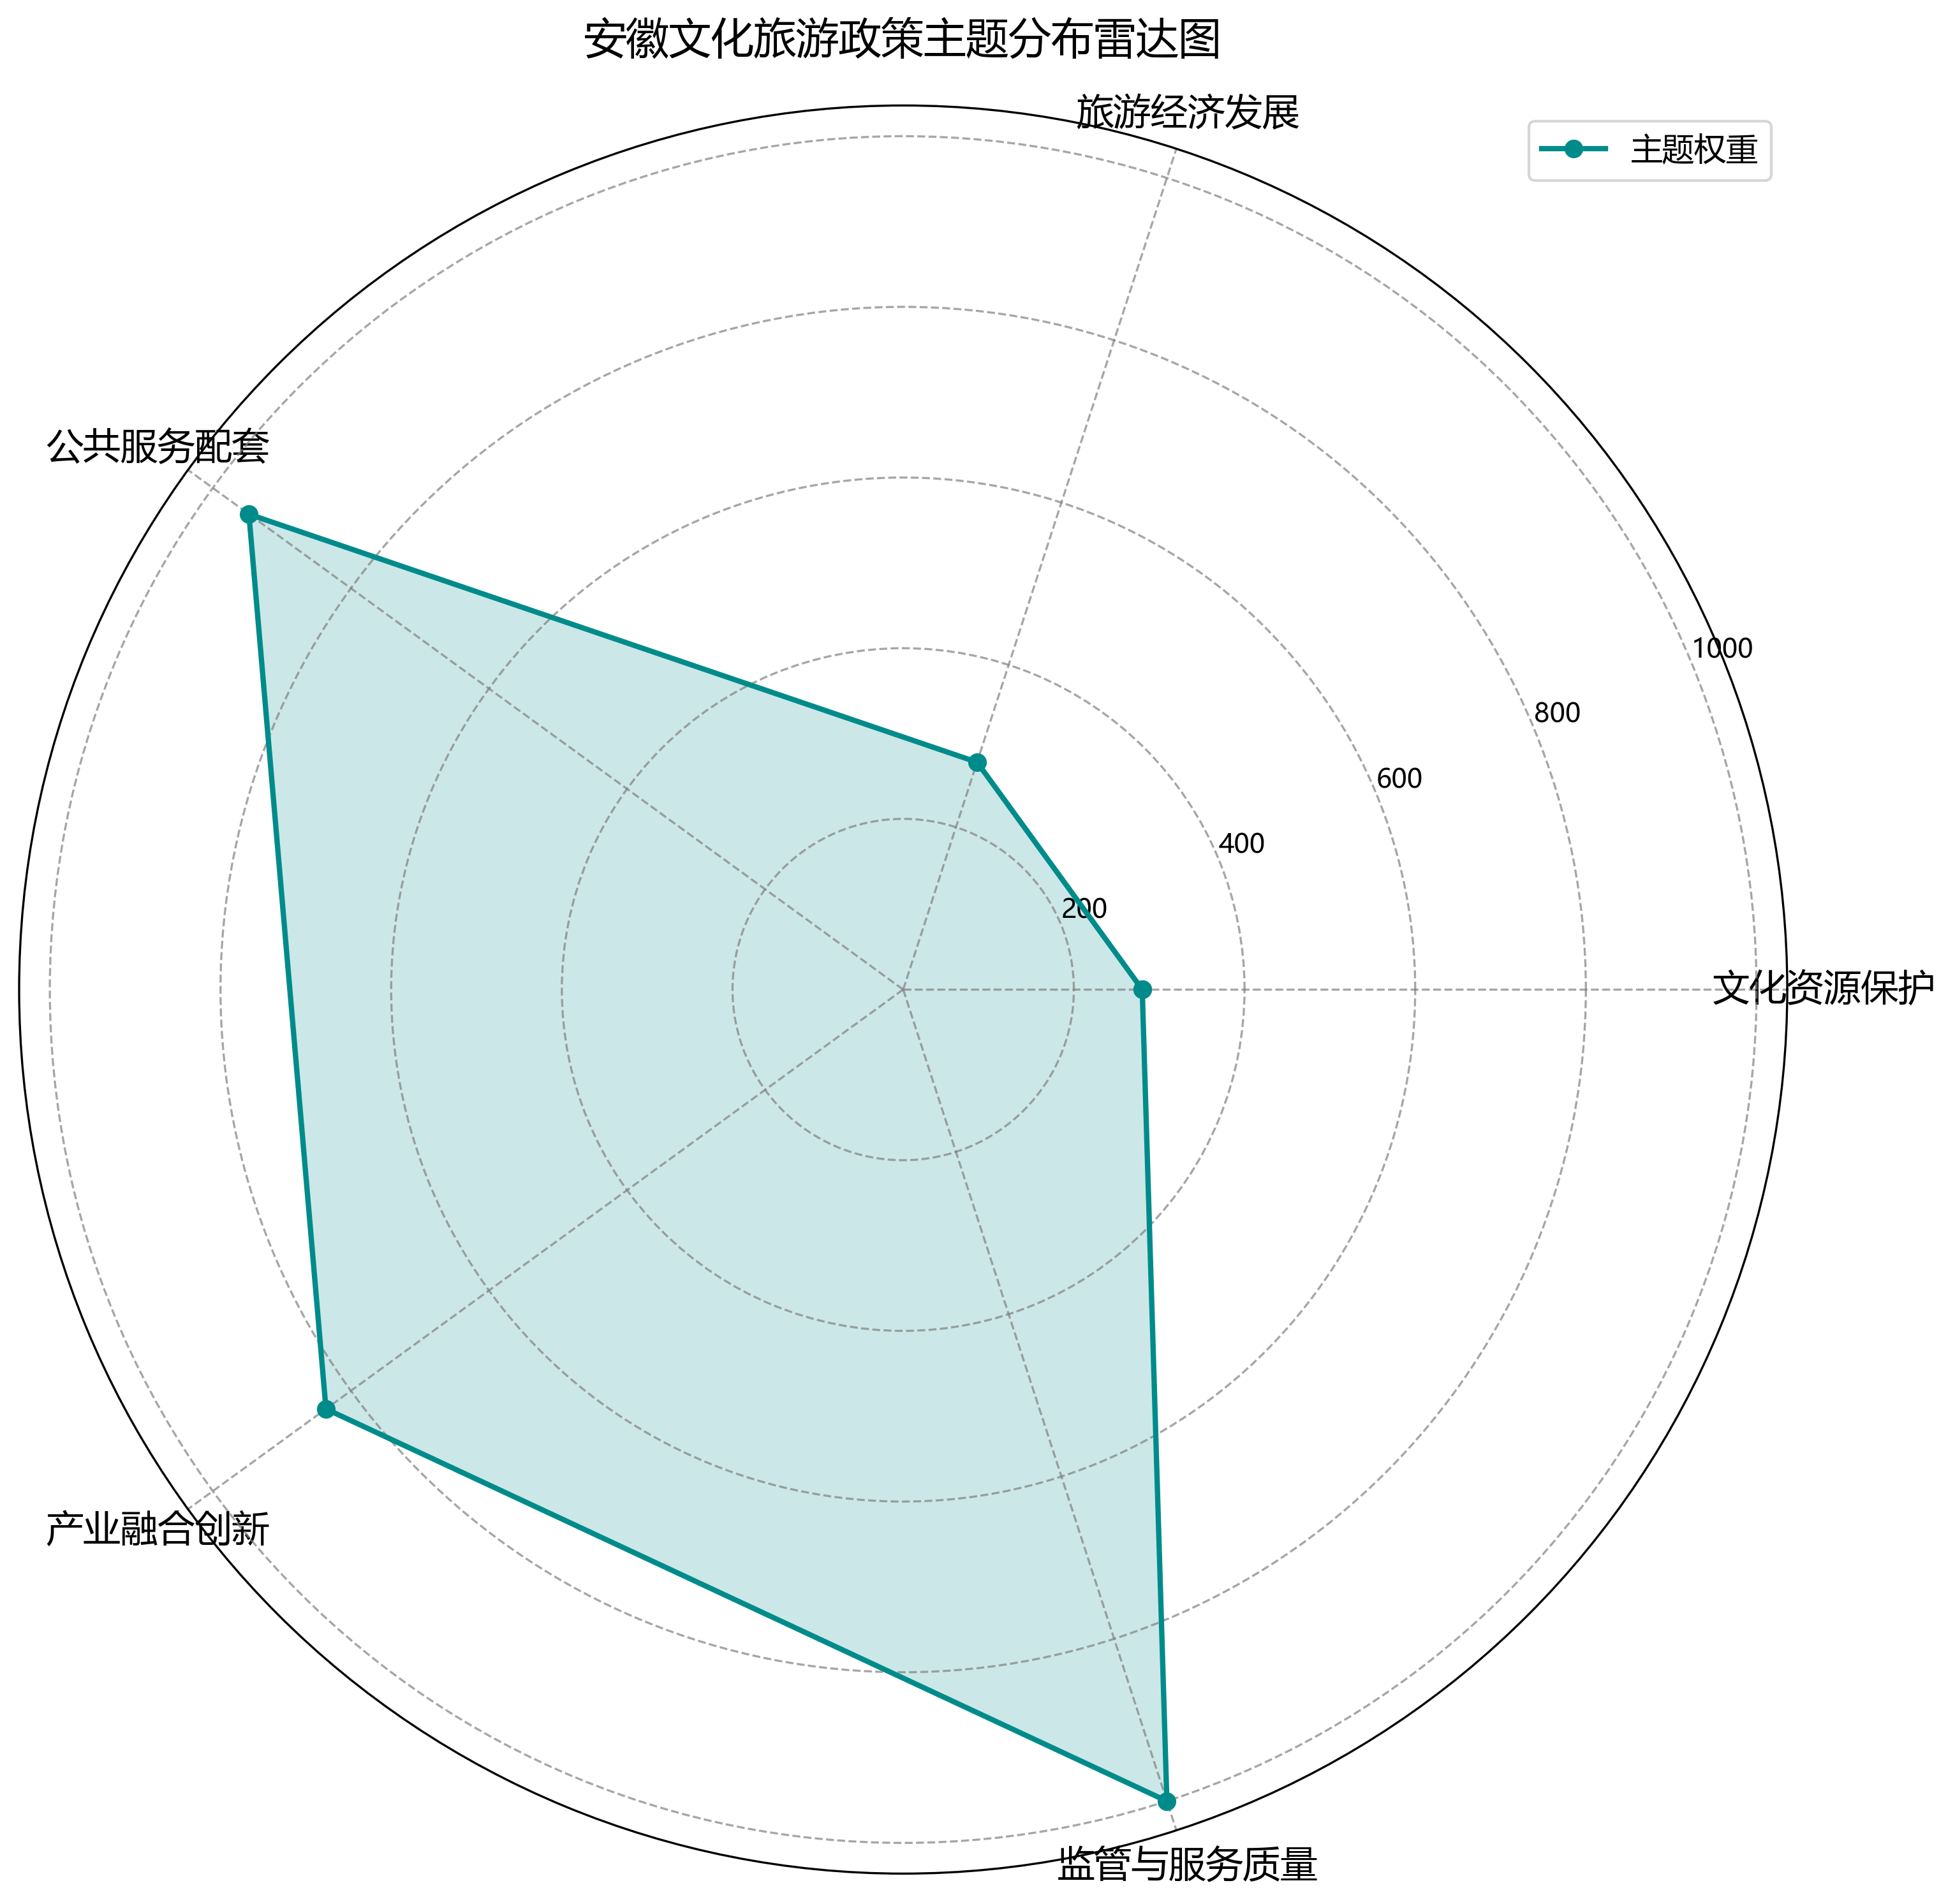 安徽文化旅游政策主题分布雷达图
旅游经济发展
主题权重
公共服务配套
1000
800
600
400
200
文化资源保护
产业融合创新
监管与服务质量